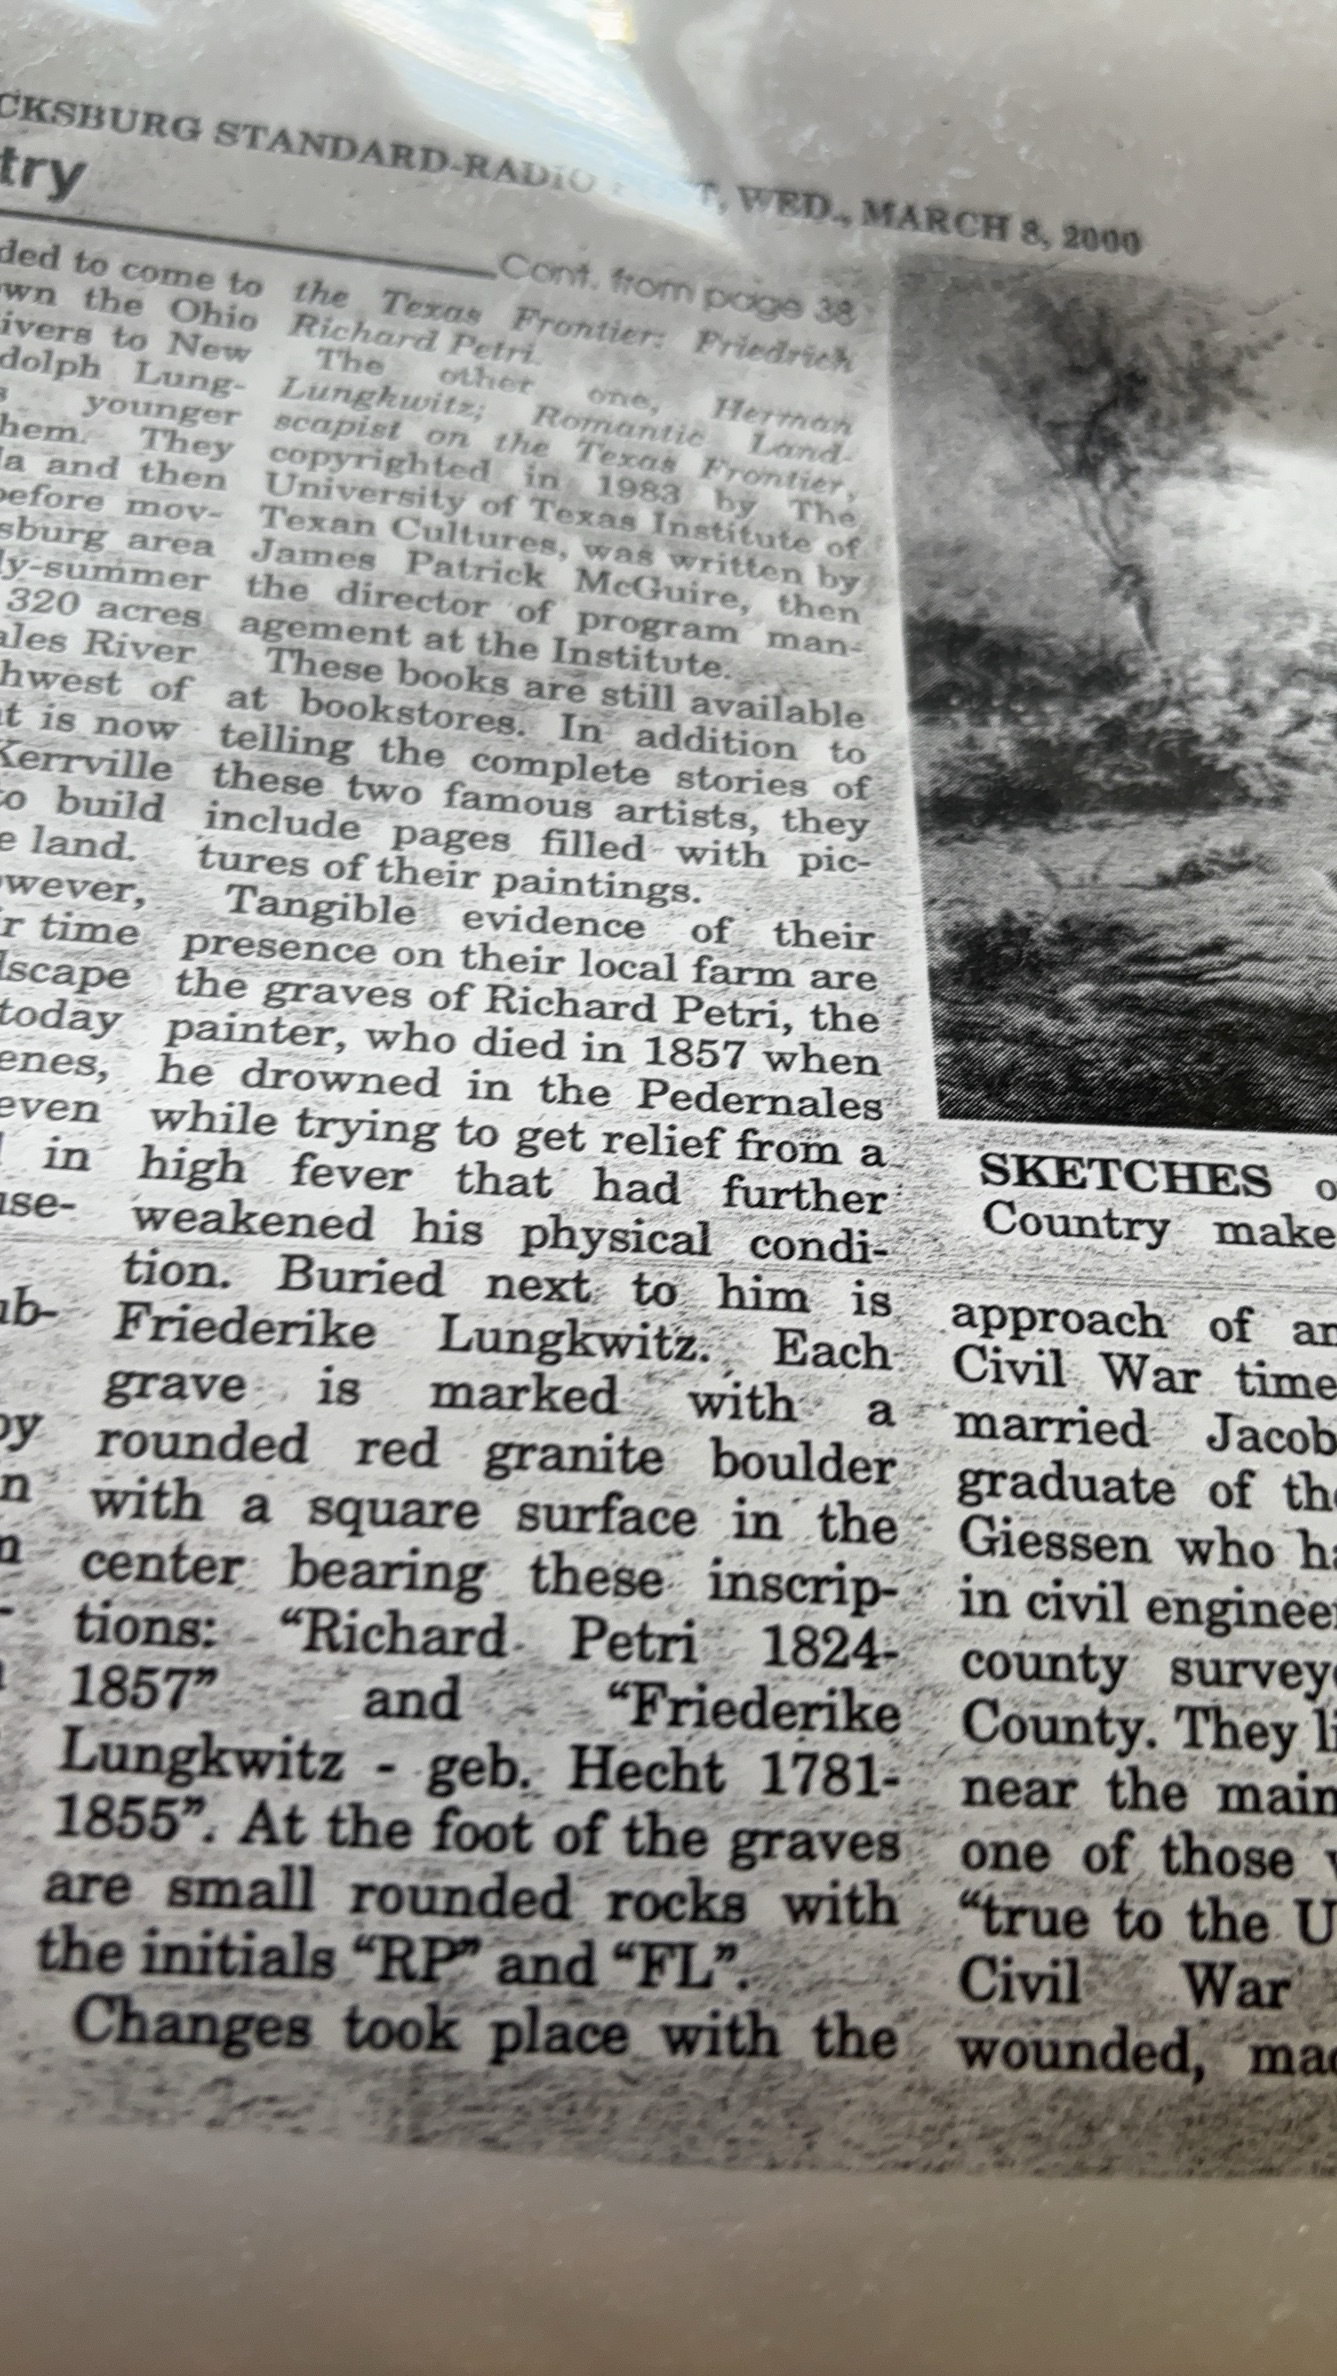 CKSBURG STANDARD-RADIO T, WED., MARCH 8, 2000
try
Cont. from page 38
ded to come to
wn the Ohio
ivers to New
dolph Lung-
s younger
hem. They
la and then
before mov-
sburg area
ly-summer
320 acres
ales River
hwest of
t is now
Kerrville
to build
e land.
owever,
r time
dscape
today
enes,
even
in
use-
ub-
by
n
n
the Texas Frontier: Friedrich
Richard Petri.
The other one, Herman
Lungkwitz; Romantic Land-
scapist on the Texas Frontier,
copyrighted in 1983 by The
University of Texas Institute of
Texan Cultures, was written by
James Patrick McGuire, then
the director of program man-
agement at the Institute.
These books are still available
at bookstores. In addition to
telling the complete stories of
these two famous artists, they
include pages filled with pic-
tures of their paintings.
Tangible evidence of their
presence on their local farm are
the graves of Richard Petri, the
painter, who died in 1857 when
he drowned in the Pedernales
while trying to get relief from a
high fever that had further
weakened his physical condi-
tion. Buried next to him is
Friederike Lungkwitz. Each
grave is marked with a
rounded red granite boulder
with a square surface in the
center bearing these inscrip-
tions: “Richard Petri 1824-
1857” and “Friederike
Lungkwitz - geb. Hecht 1781-
1855”. At the foot of the graves
are small rounded rocks with
the initials “RP” and “FL”.
Changes took place with the
SKETCHES o
Country make
approach of an
Civil War time
married Jacob
graduate of the
Giessen who ha
in civil engineer
county surveyo
County. They li
near the main
one of those
“true to the U
Civil War
wounded, mad